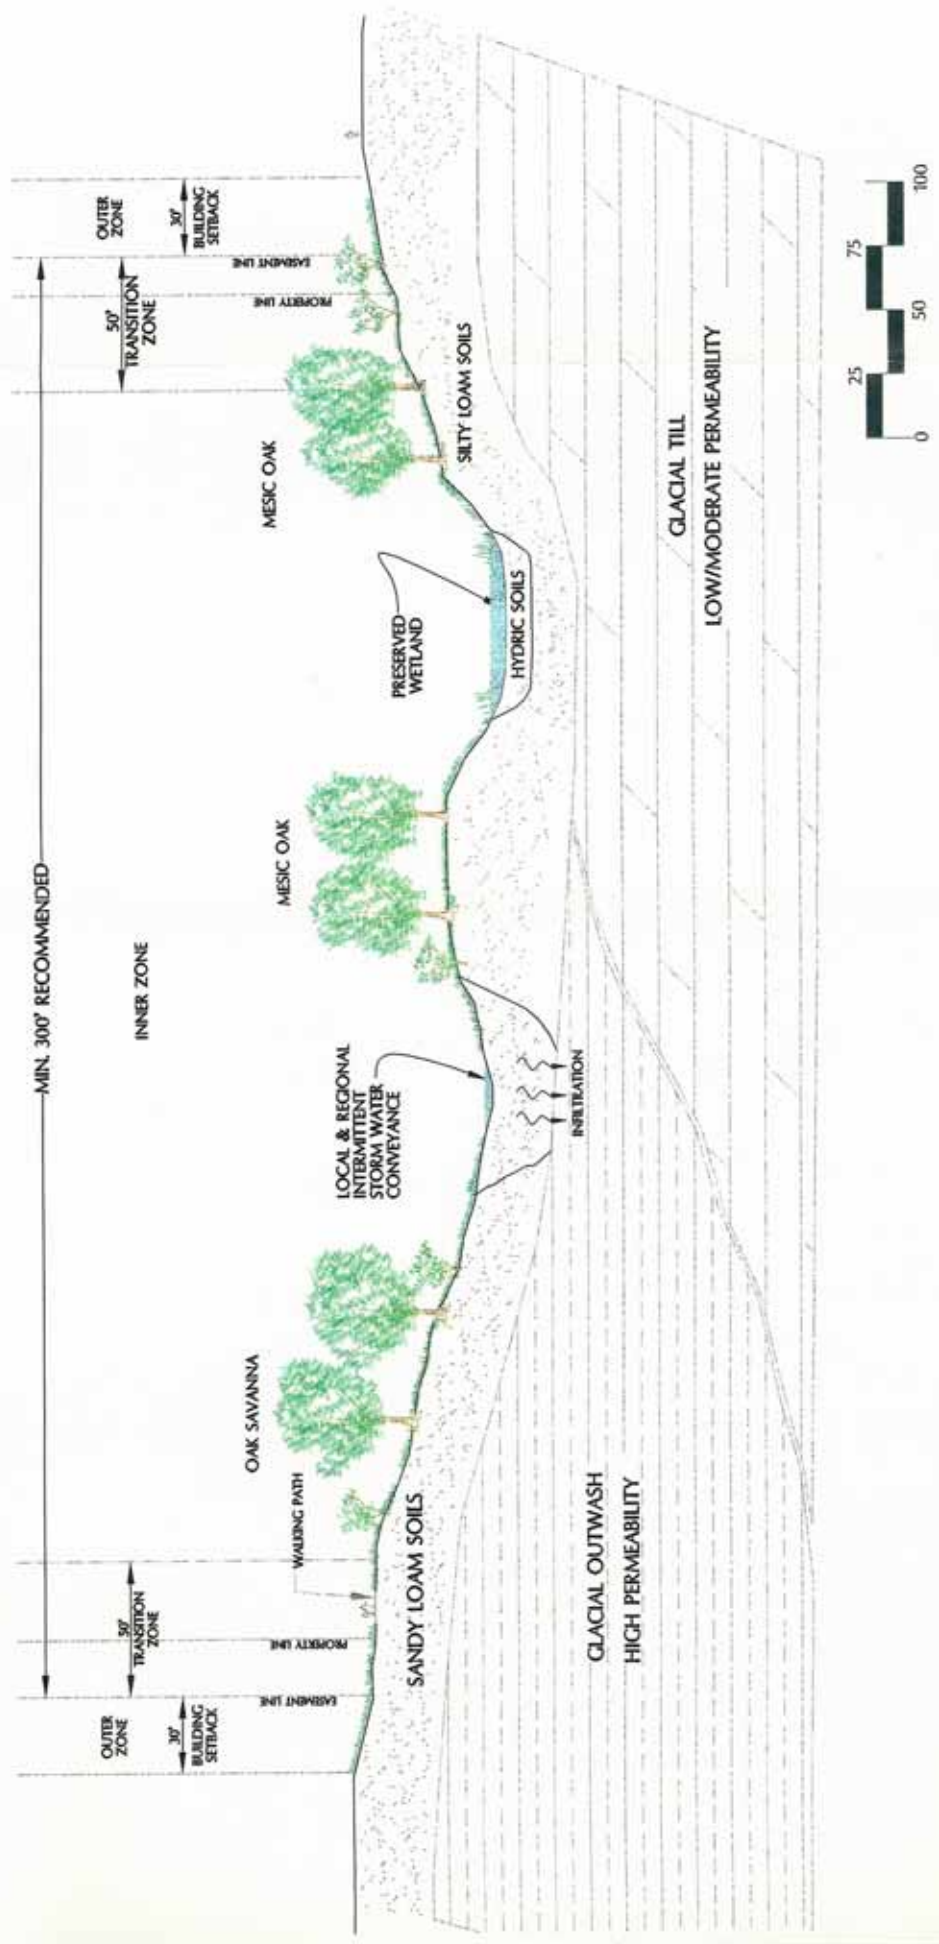 MIN. 300' RECOMMENDED
OUTER
ZONE
50'
TRANSITION
ZONE
INNER ZONE
50'
TRANSITION
ZONE
OUTER
ZONE
30'
BUILDING
SETBACK
30'
BUILDING
SETBACK
EASEMENT LINE
PROPERTY LINE
WALKING PATH
OAK SAVANNA
LOCAL & REGIONAL
INTERMITTENT
STORM WATER
CONVEYANCE
MESIC OAK
PRESERVED
WETLAND
MESIC OAK
PROPERTY LINE
EASEMENT LINE
SANDY LOAM SOILS
INFILTRATION
HYDRIC SOILS
SILTY LOAM SOILS
GLACIAL OUTWASH
HIGH PERMEABILITY
GLACIAL TILL
LOW/MODERATE PERMEABILITY
25
75
0
50
100